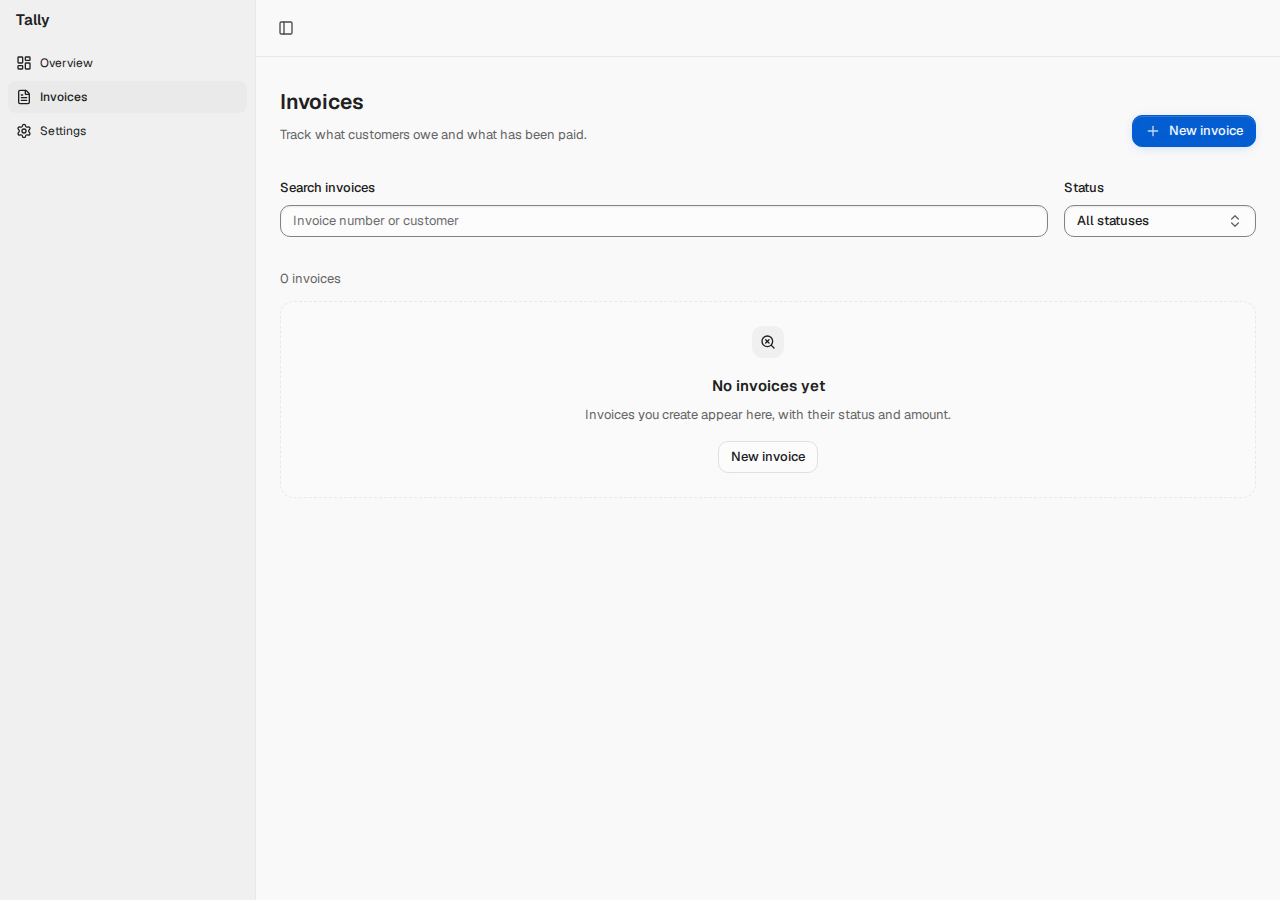 Tally
Overview
Invoices
Settings
Invoices
Track what customers owe and what has been paid.
New invoice
Search invoices
Status
Invoice number or customer
All statuses
0 invoices
No invoices yet
Invoices you create appear here, with their status and amount.
New invoice